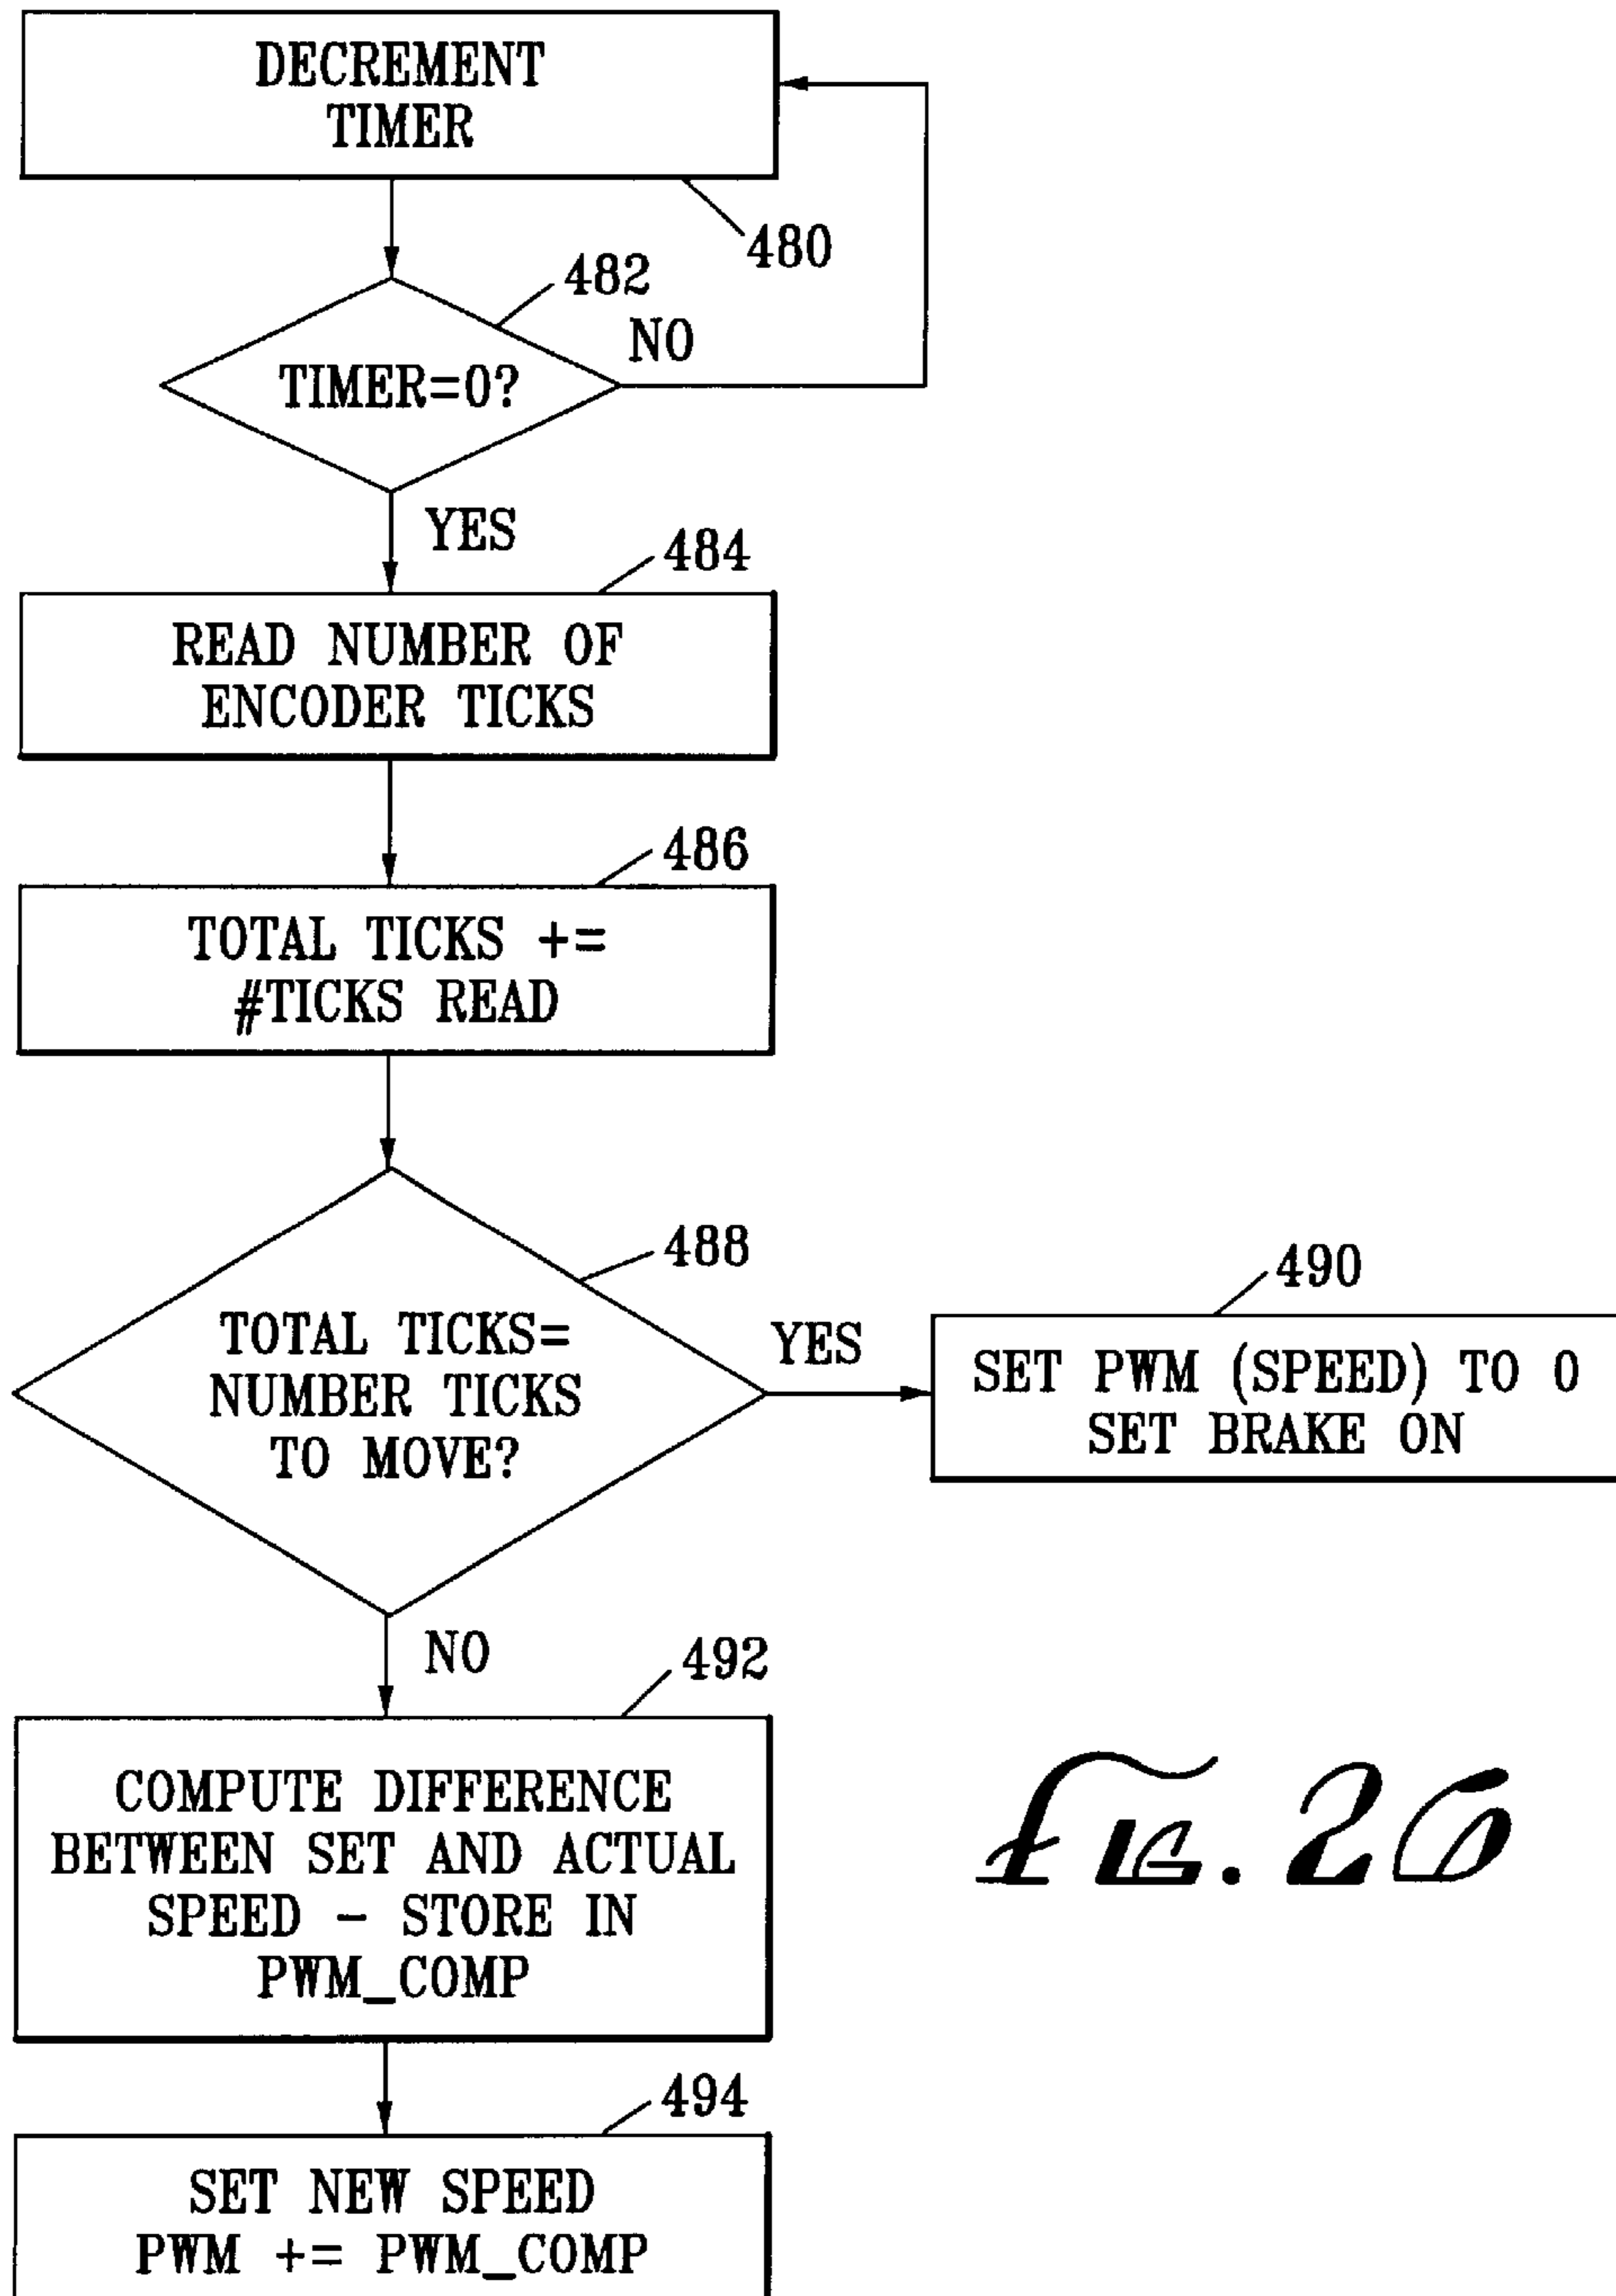 DECREMENT
TIMER
480
482
NO
TIMER=0?
YES
484
READ NUMBER OF
ENCODER TICKS
486
TOTAL TICKS +=
#TICKS READ
488
490
TOTAL TICKS=
NUMBER TICKS
TO MOVE?
YES
SET PWM (SPEED) TO 0
SET BRAKE ON
NO
492
COMPUTE DIFFERENCE
BETWEEN SET AND ACTUAL
SPEED - STORE IN
PWM_COMP
FIG. 26
494
SET NEW SPEED
PWM += PWM_COMP